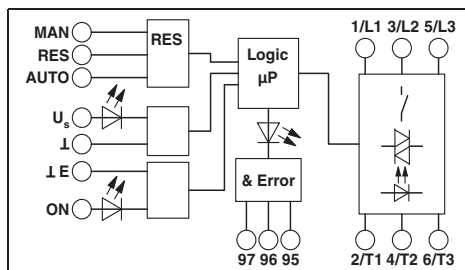 MAN
RES
AUTO
RES
Us
⊥
⊥ E
ON
Logic
μP
& Error
97 96 95
1/L1 3/L2 5/L3
2/T1 4/T2 6/T3